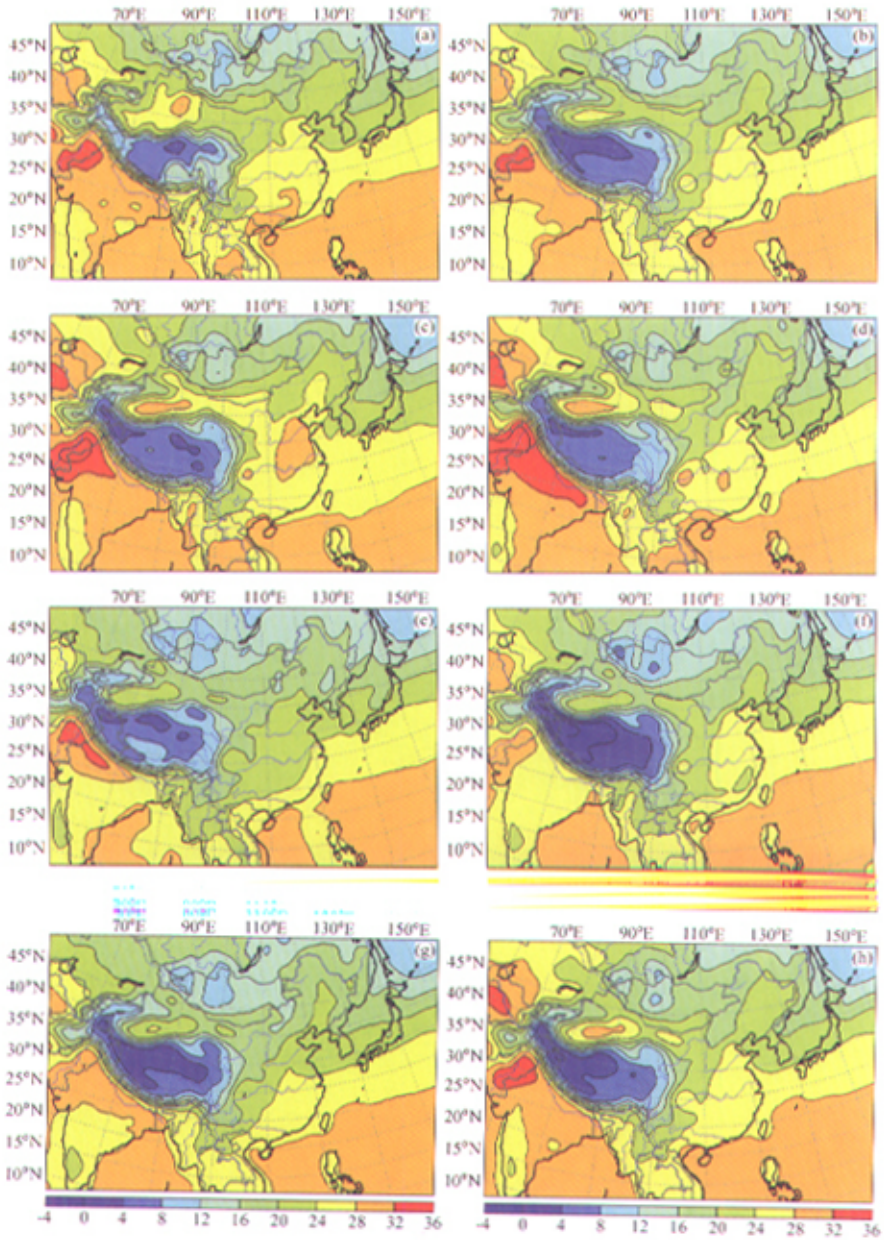 70°E 90°E 110°E 130°E 150°E 70°E 90°E 110°E 130°E 150°E
45°N (a) 45°N (b)
40°N 40°N
35°N 35°N
30°N 30°N
25°N 25°N
20°N 20°N
15°N 15°N
10°N 10°N
70°E 90°E 110°E 130°E 150°E 70°E 90°E 110°E 130°E 150°E
45°N (c) 45°N (d)
40°N 40°N
35°N 35°N
30°N 30°N
25°N 25°N
20°N 20°N
15°N 15°N
10°N 10°N
70°E 90°E 110°E 130°E 150°E 70°E 90°E 110°E 130°E 150°E
45°N (e) 45°N (f)
40°N 40°N
35°N 35°N
30°N 30°N
25°N 25°N
20°N 20°N
15°N 15°N
10°N 10°N
70°E 90°E 110°E 130°E 150°E 70°E 90°E 110°E 130°E 150°E
45°N (g) 45°N (h)
40°N 40°N
35°N 35°N
30°N 30°N
25°N 25°N
20°N 20°N
15°N 15°N
10°N 10°N
-4 0 4 8 12 16 20 24 28 32 36 -4 0 4 8 12 16 20 24 28 32 36